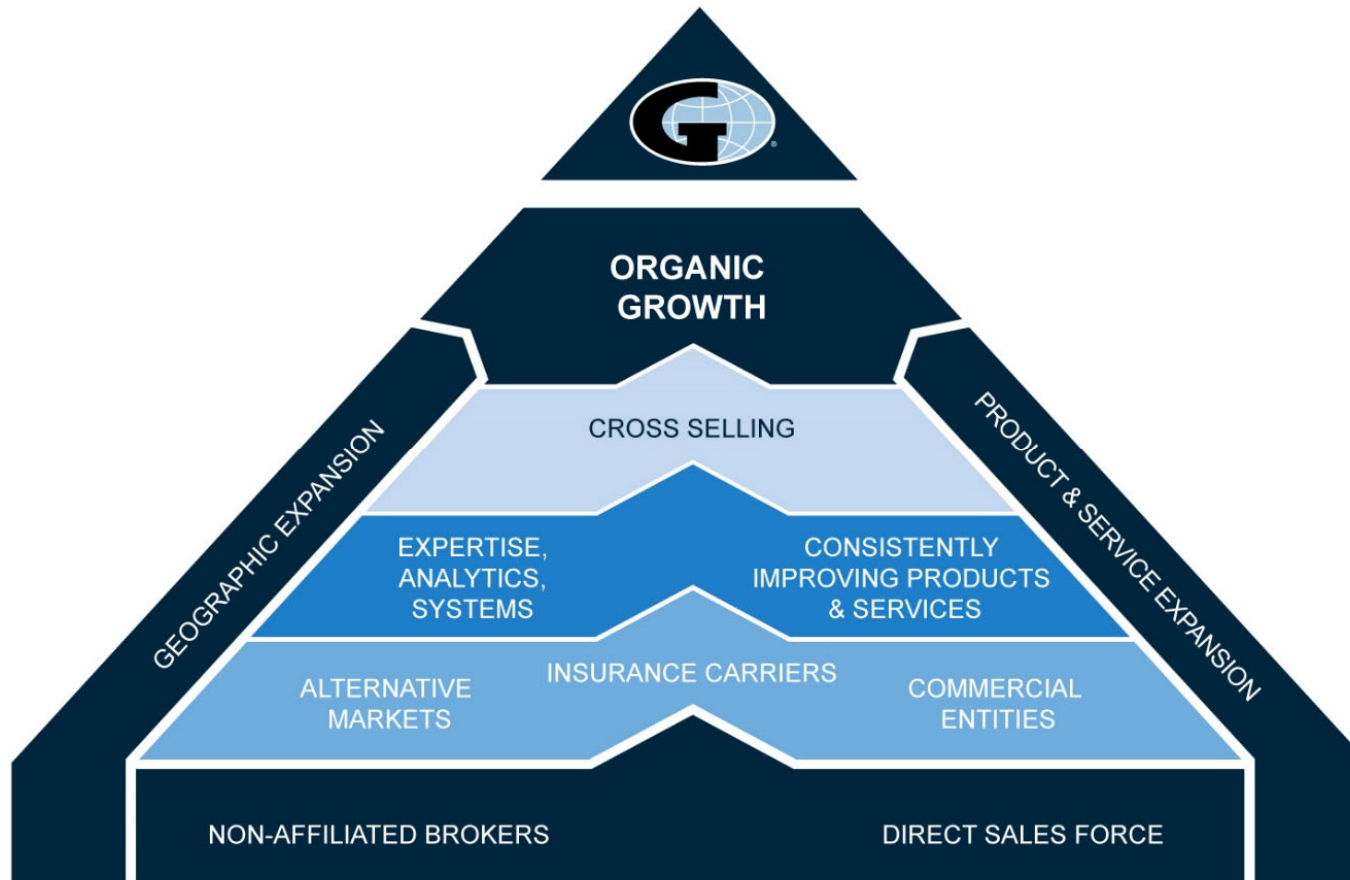 G
ORGANIC
GROWTH
CROSS SELLING
GEOGRAPHIC EXPANSION
PRODUCT & SERVICE EXPANSION
EXPERTISE,
ANALYTICS,
SYSTEMS
CONSISTENTLY
IMPROVING PRODUCTS
& SERVICES
INSURANCE CARRIERS
ALTERNATIVE
MARKETS
COMMERCIAL
ENTITIES
NON-AFFILIATED BROKERS
DIRECT SALES FORCE